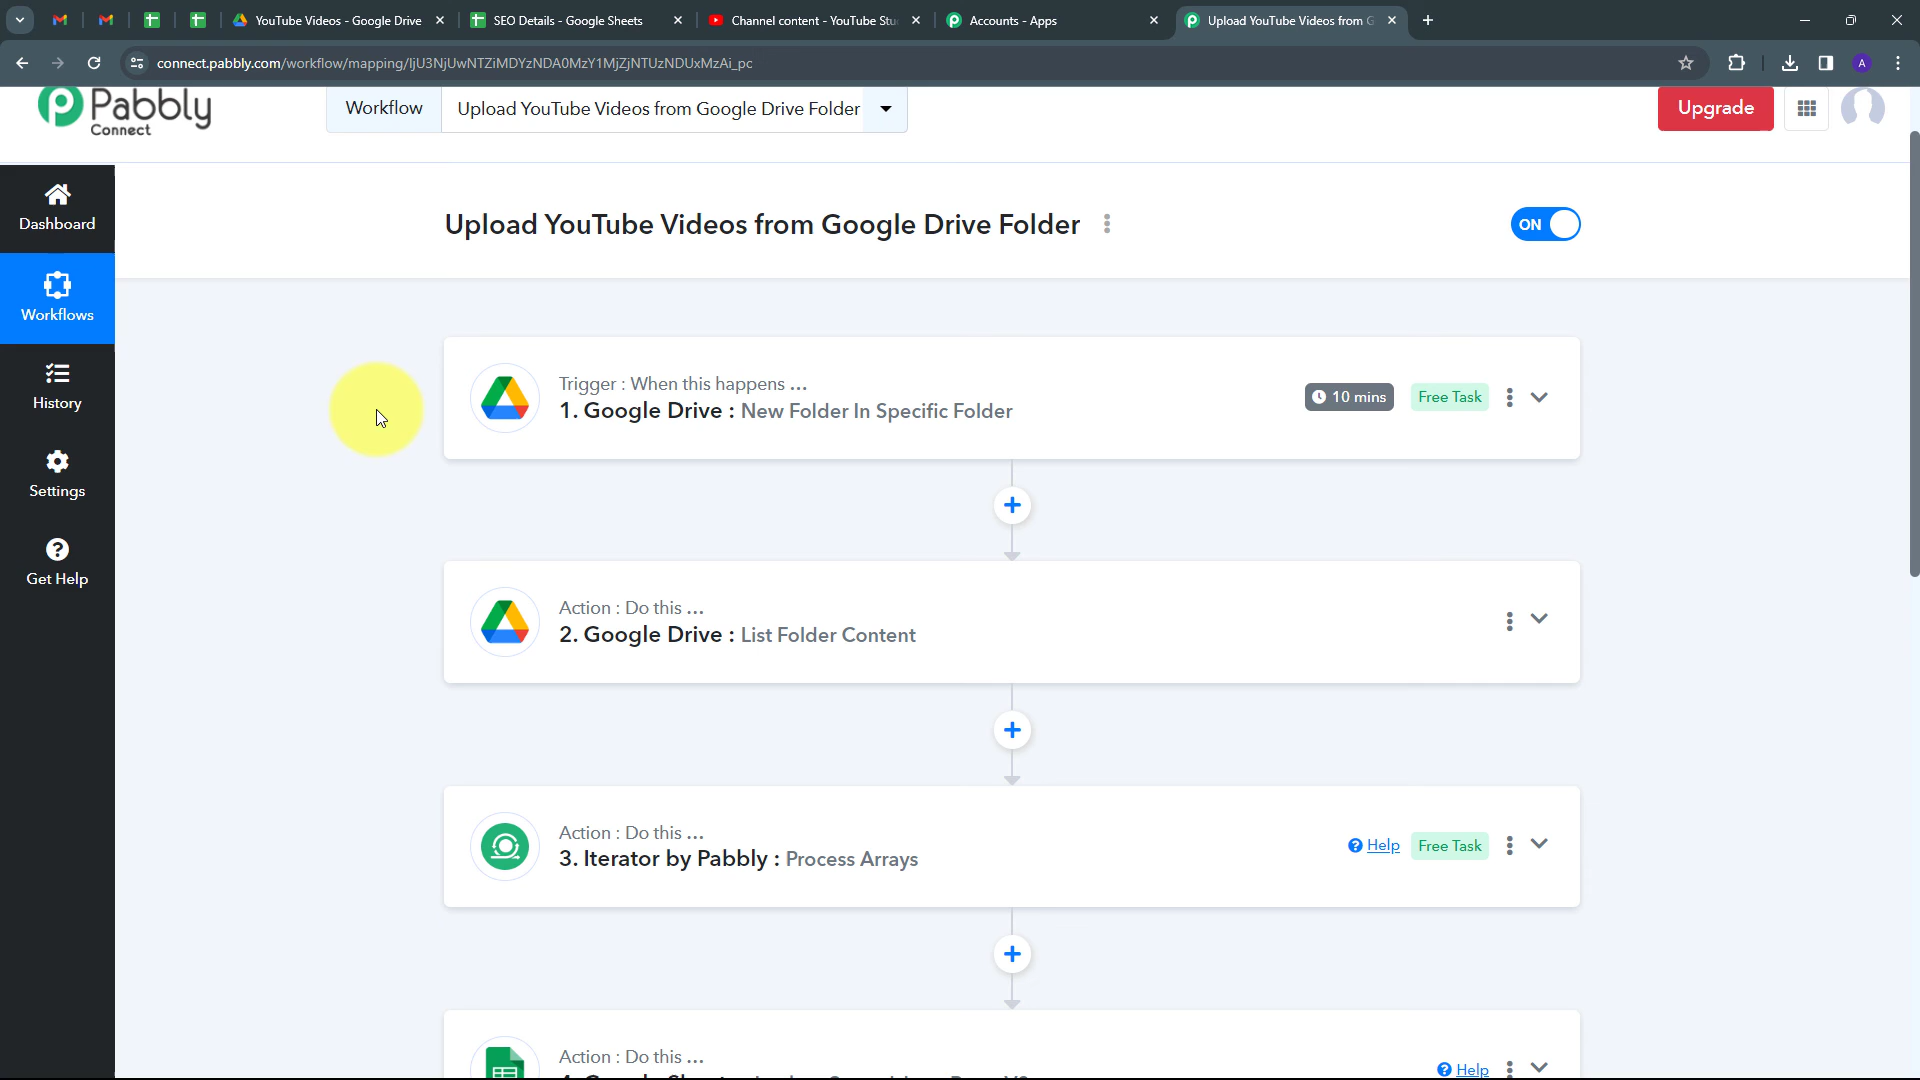 YouTube Videos - Google Drive
SEO Details - Google Sheets
Channel content - YouTube Stu
Accounts - Apps
Upload YouTube Videos from G
connect.pabbly.com/workflow/mapping/IjU3NjUwNTZiMDYzNDA0MzY1MjZjNTUzNDUxMzAi_pc
A
Pabbly
Connect
Workflow
Upload YouTube Videos from Google Drive Folder
Upgrade
Dashboard
Workflows
History
Settings
Get Help
Upload YouTube Videos from Google Drive Folder
ON
Trigger : When this happens ...
1. Google Drive : New Folder In Specific Folder
10 mins
Free Task
Action : Do this ...
2. Google Drive : List Folder Content
Action : Do this ...
3. Iterator by Pabbly : Process Arrays
Help
Free Task
Action : Do this ...
Help